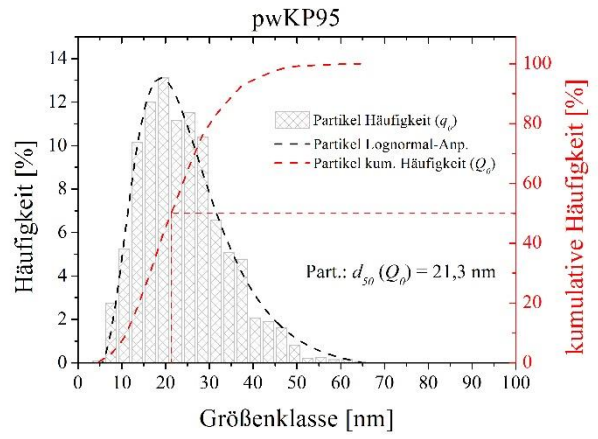 pwKP95
14
12
10
8
6
4
2
0
Häufigkeit [%]
100
80
60
40
20
0
kumulative Häufigkeit [%]
Partikel Häufigkeit (q0)
Partikel Lognormal-Anp.
Partikel kum. Häufigkeit (Q0)
Part.: d50 (Q0) = 21,3 nm
0 10 20 30 40 50 60 70 80 90 100
Größenklasse [nm]